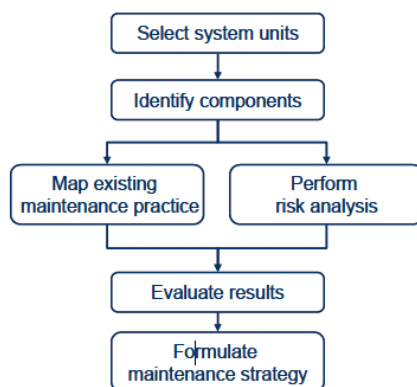 Select system units
Identify components
Map existing
maintenance practice
Perform
risk analysis
Evaluate results
Formulate
maintenance strategy